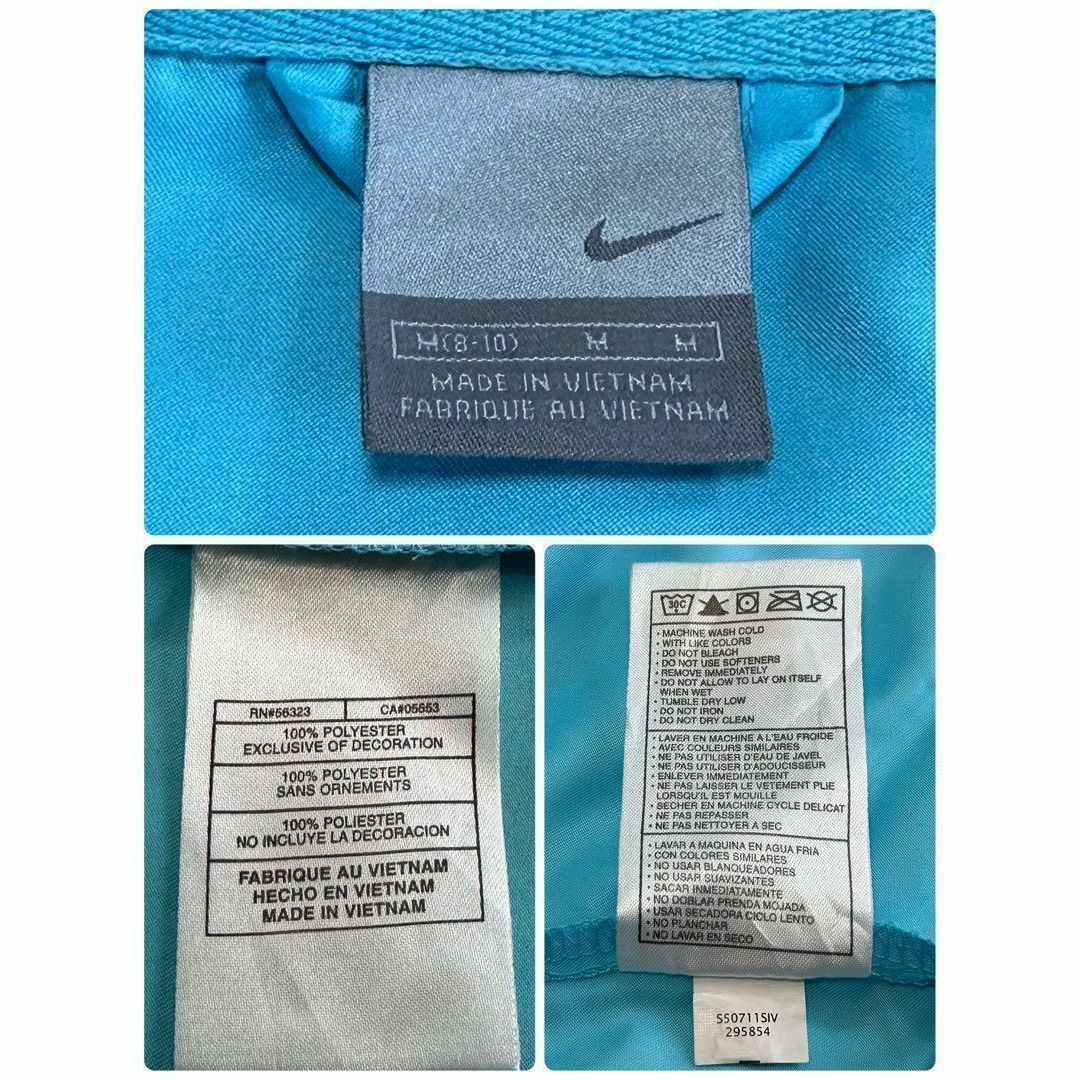 M(8-10) M M
MADE IN VIETNAM
FABRIQUE AU VIETNAM
RN#56323 CA#05553
100% POLYESTER
EXCLUSIVE OF DECORATION
100% POLYESTER
SANS ORNEMENTS
100% POLIESTER
NO INCLUYE LA DECORACION
FABRIQUE AU VIETNAM
HECHO EN VIETNAM
MADE IN VIETNAM
30C
• MACHINE WASH COLD
• WITH LIKE COLORS
• DO NOT BLEACH
• DO NOT USE SOFTENERS
• REMOVE IMMEDIATELY
• DO NOT ALLOW TO LAY ON ITSELF
WHEN WET
• TUMBLE DRY LOW
• DO NOT IRON
• DO NOT DRY CLEAN
• LAVER EN MACHINE A L'EAU FROIDE
• AVEC COULEURS SIMILAIRES
• NE PAS UTILISER D'EAU DE JAVEL
• NE PAS UTILISER D'ADOUCISSEUR
• ENLEVER IMMEDIATEMENT
• NE PAS LAISSER LE VETEMENT PLIE
LORSQU'IL EST MOUILLE
• SECHER EN MACHINE CYCLE DELICAT
• NE PAS REPASSER
• NE PAS NETTOYER A SEC
• LAVAR A MAQUINA EN AGUA FRIA
• CON COLORES SIMILARES
• NO USAR BLANQUEADORES
• NO USAR SUAVIZANTES
• SACAR INMEDIATAMENTE
• NO DOBLAR PRENDA MOJADA
• USAR SECADORA CICLO LENTO
• NO PLANCHAR
• NO LAVAR EN SECO
S50711SIV
295854